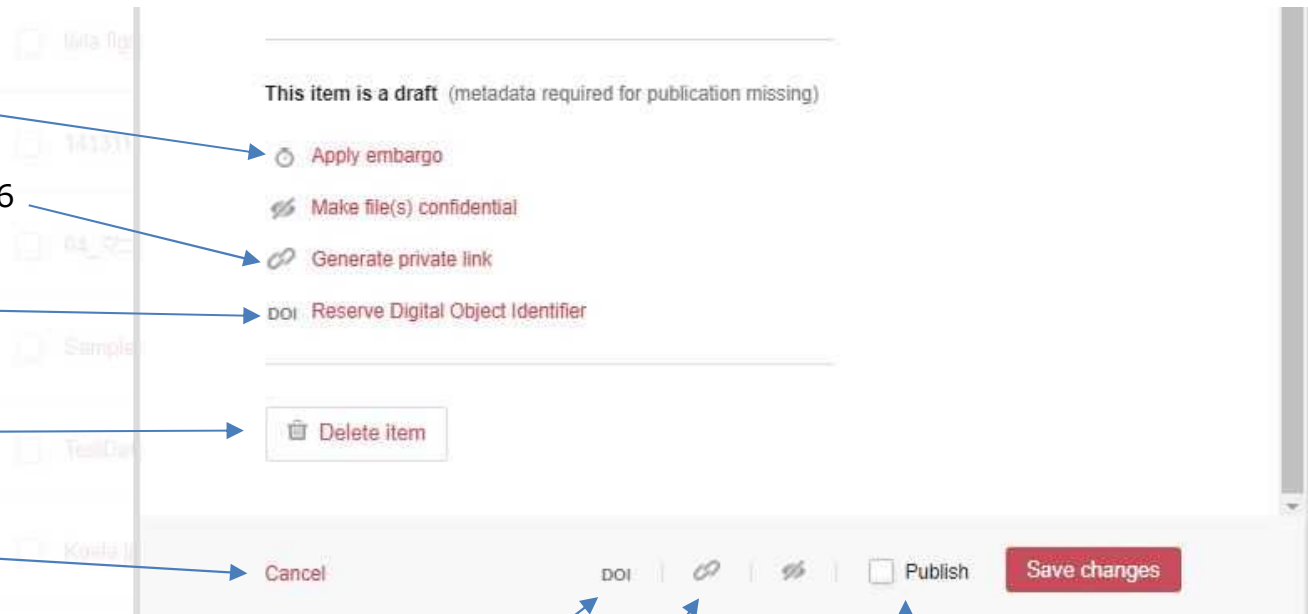 This item is a draft (metadata required for publication missing)
Apply embargo
6
Make file(s) confidential
Generate private link
DOI Reserve Digital Object Identifier
Sample
Delete item
Cancel DOI Publish Save changes